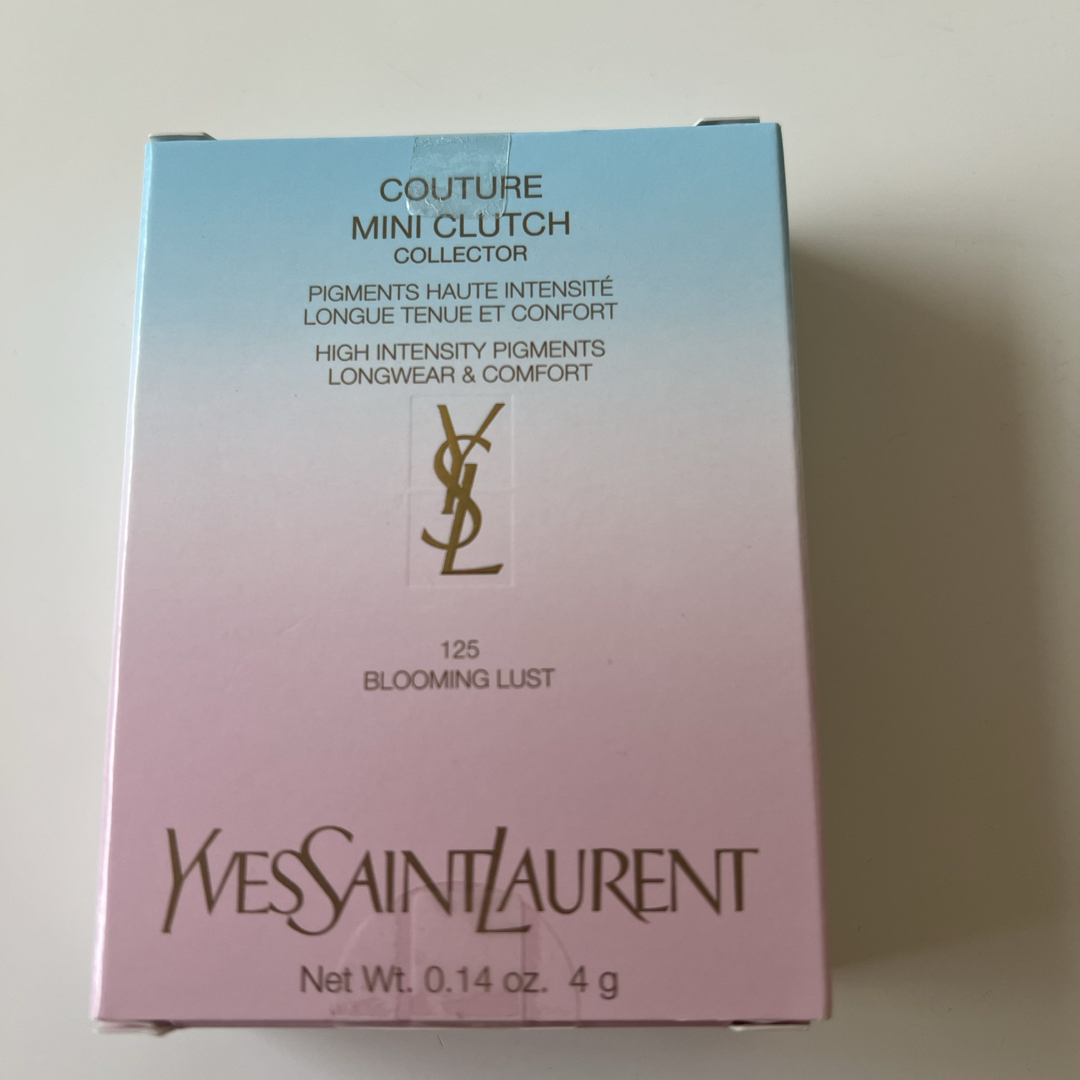 COUTURE
MINI CLUTCH
COLLECTOR
PIGMENTS HAUTE INTENSITÉ
LONGUE TENUE ET CONFORT
HIGH INTENSITY PIGMENTS
LONGWEAR & COMFORT
YSL
125
BLOOMING LUST
YVESSAINTLAURENT
Net Wt. 0.14 oz. 4 g